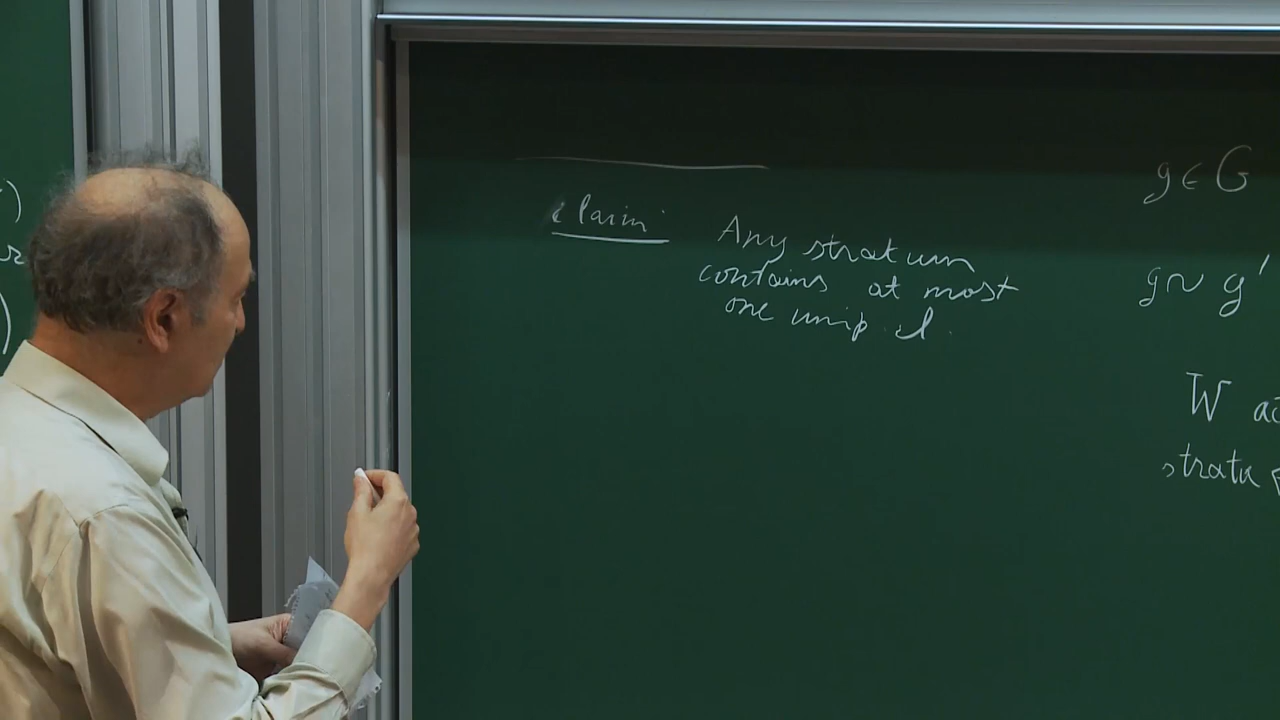 Claim:
Any stratum
contains at most
one unip. cl.
g ∈ G
g ~ g'
W
strata